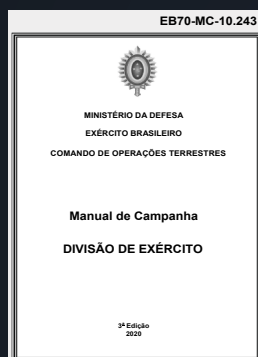 EB70-MC-10.243
MINISTÉRIO DA DEFESA
EXÉRCITO BRASILEIRO
COMANDO DE OPERAÇÕES TERRESTRES
Manual de Campanha
DIVISÃO DE EXÉRCITO
3ª Edição
2020